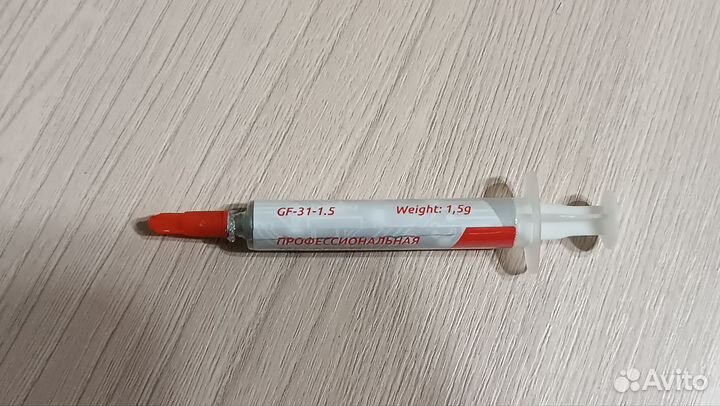 GF-31-1.5 Weight: 1,5g
ПРОФЕССИОНАЛЬНАЯ
Avito